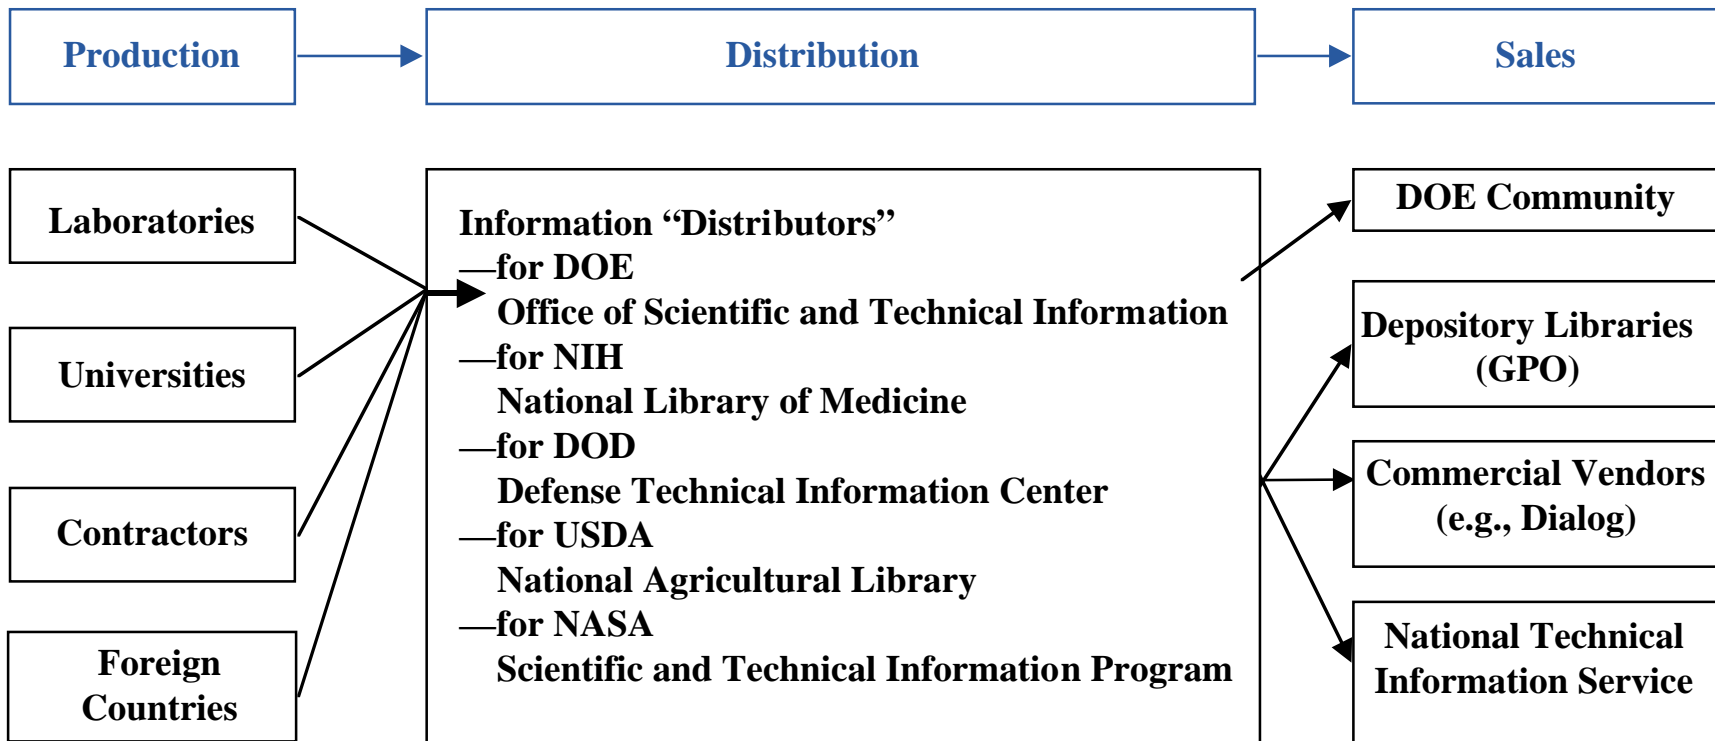 Production
Distribution
Sales
Laboratories
Universities
Contractors
Foreign
Countries
Information “Distributors”
—for DOE
Office of Scientific and Technical Information
—for NIH
National Library of Medicine
—for DOD
Defense Technical Information Center
—for USDA
National Agricultural Library
—for NASA
Scientific and Technical Information Program
DOE Community
Depository Libraries
(GPO)
Commercial Vendors
(e.g., Dialog)
National Technical
Information Service